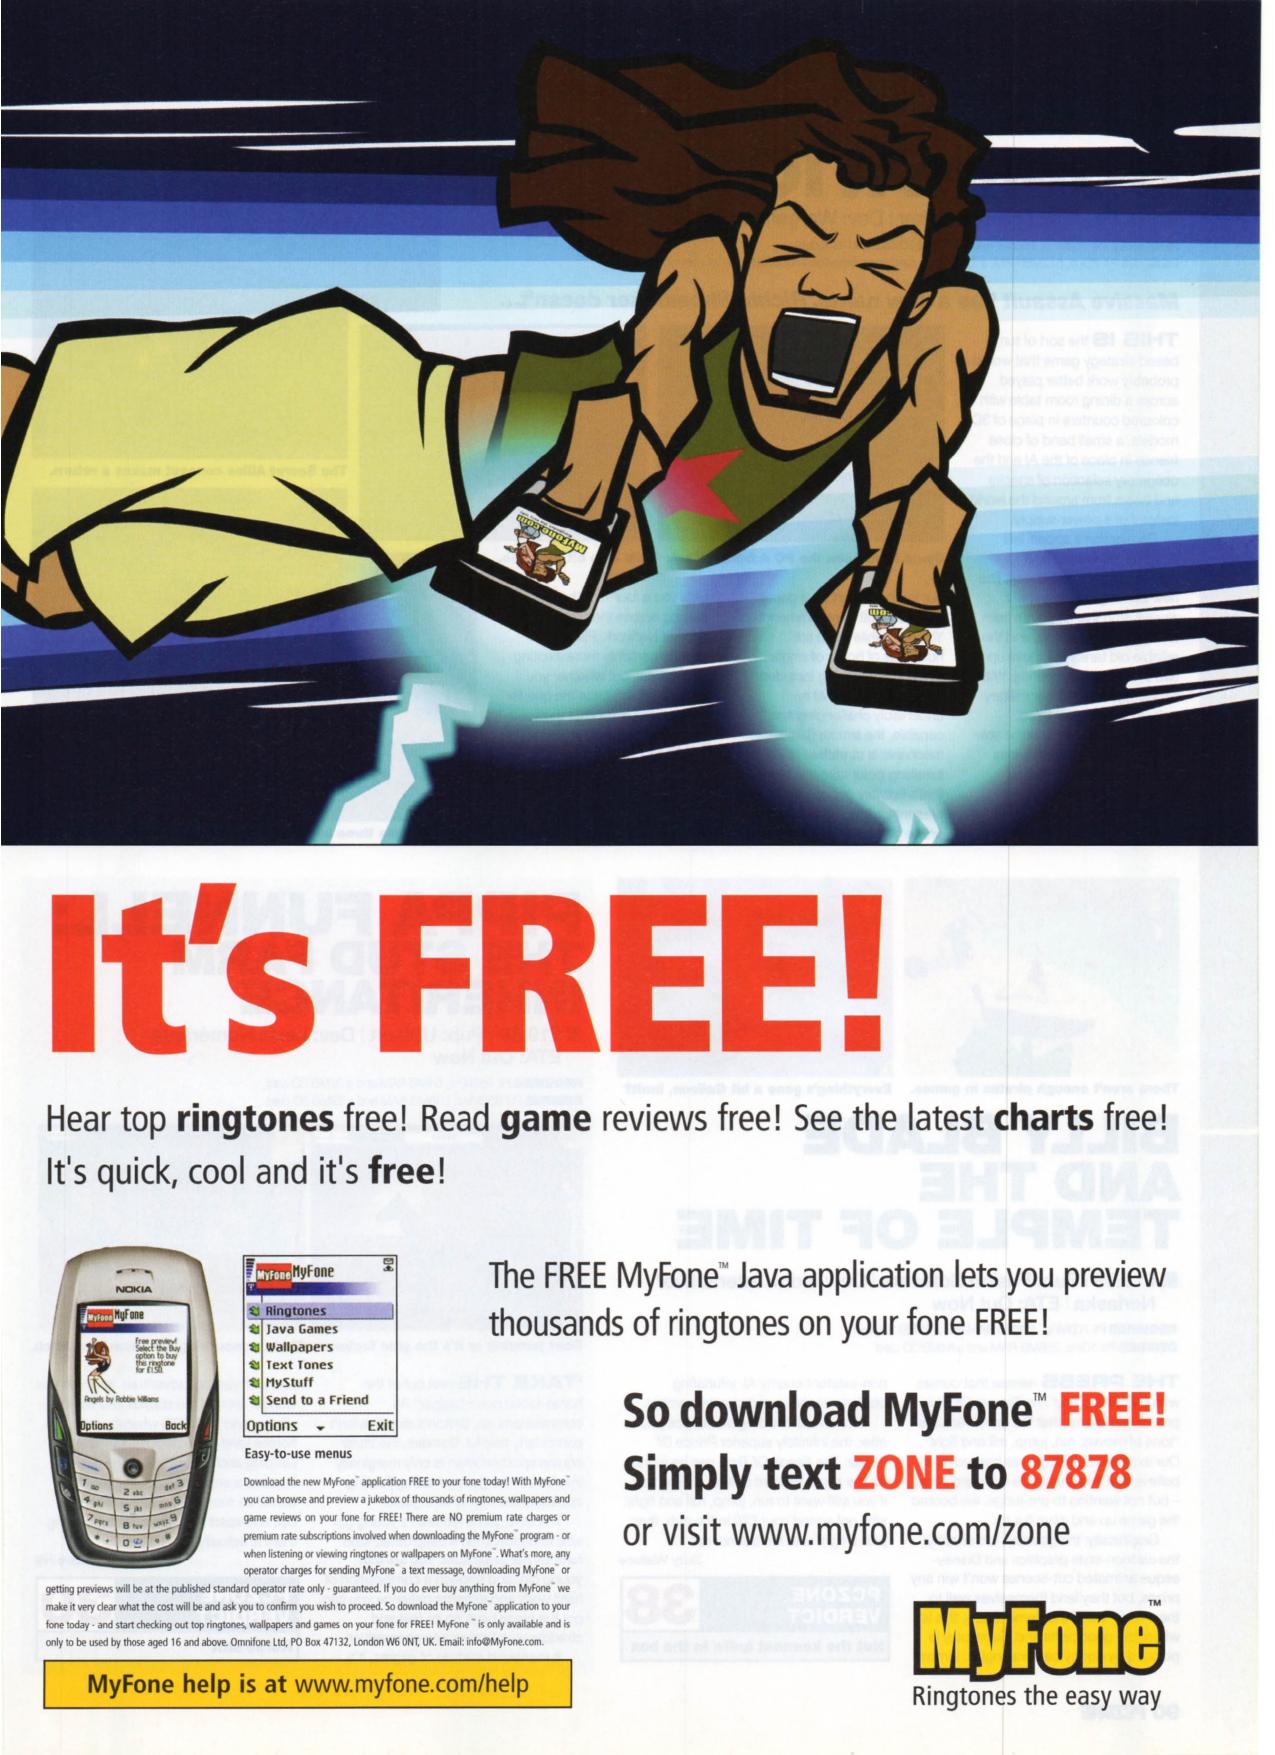 MyFone.com
MyFone.com
It's FREE!
Hear top ringtones free! Read game reviews free! See the latest charts free!
It's quick, cool and it's free!
NOKIA
MyFone MyFone
Free preview!
Select the Buy
option to buy
this ringtone
for £1.50.
Angels by Robbie Williams
Options Back
MyFone MyFone
Ringtones
Java Games
Wallpapers
Text Tones
MyStuff
Send to a Friend
Options Exit
Easy-to-use menus
The FREE MyFone™ Java application lets you preview
thousands of ringtones on your fone FREE!
So download MyFone™ FREE!
Simply text ZONE to 87878
or visit www.myfone.com/zone
Download the new MyFone™ application FREE to your fone today! With MyFone™
you can browse and preview a jukebox of thousands of ringtones, wallpapers and
game reviews on your fone for FREE! There are NO premium rate charges or
premium rate subscriptions involved when downloading the MyFone™ program - or
when listening or viewing ringtones or wallpapers on MyFone™. What's more, any
operator charges for sending MyFone™ a text message, downloading MyFone™ or
getting previews will be at the published standard operator rate only - guaranteed. If you do ever buy anything from MyFone™ we
make it very clear what the cost will be and ask you to confirm you wish to proceed. So download the MyFone™ application to your
fone today - and start checking out top ringtones, wallpapers and games on your fone for FREE! MyFone™ is only available and is
only to be used by those aged 16 and above. Omnifone Ltd, PO Box 47132, London W6 0NT, UK. Email: info@MyFone.com.
MyFone help is at www.myfone.com/help
MyFone™
Ringtones the easy way